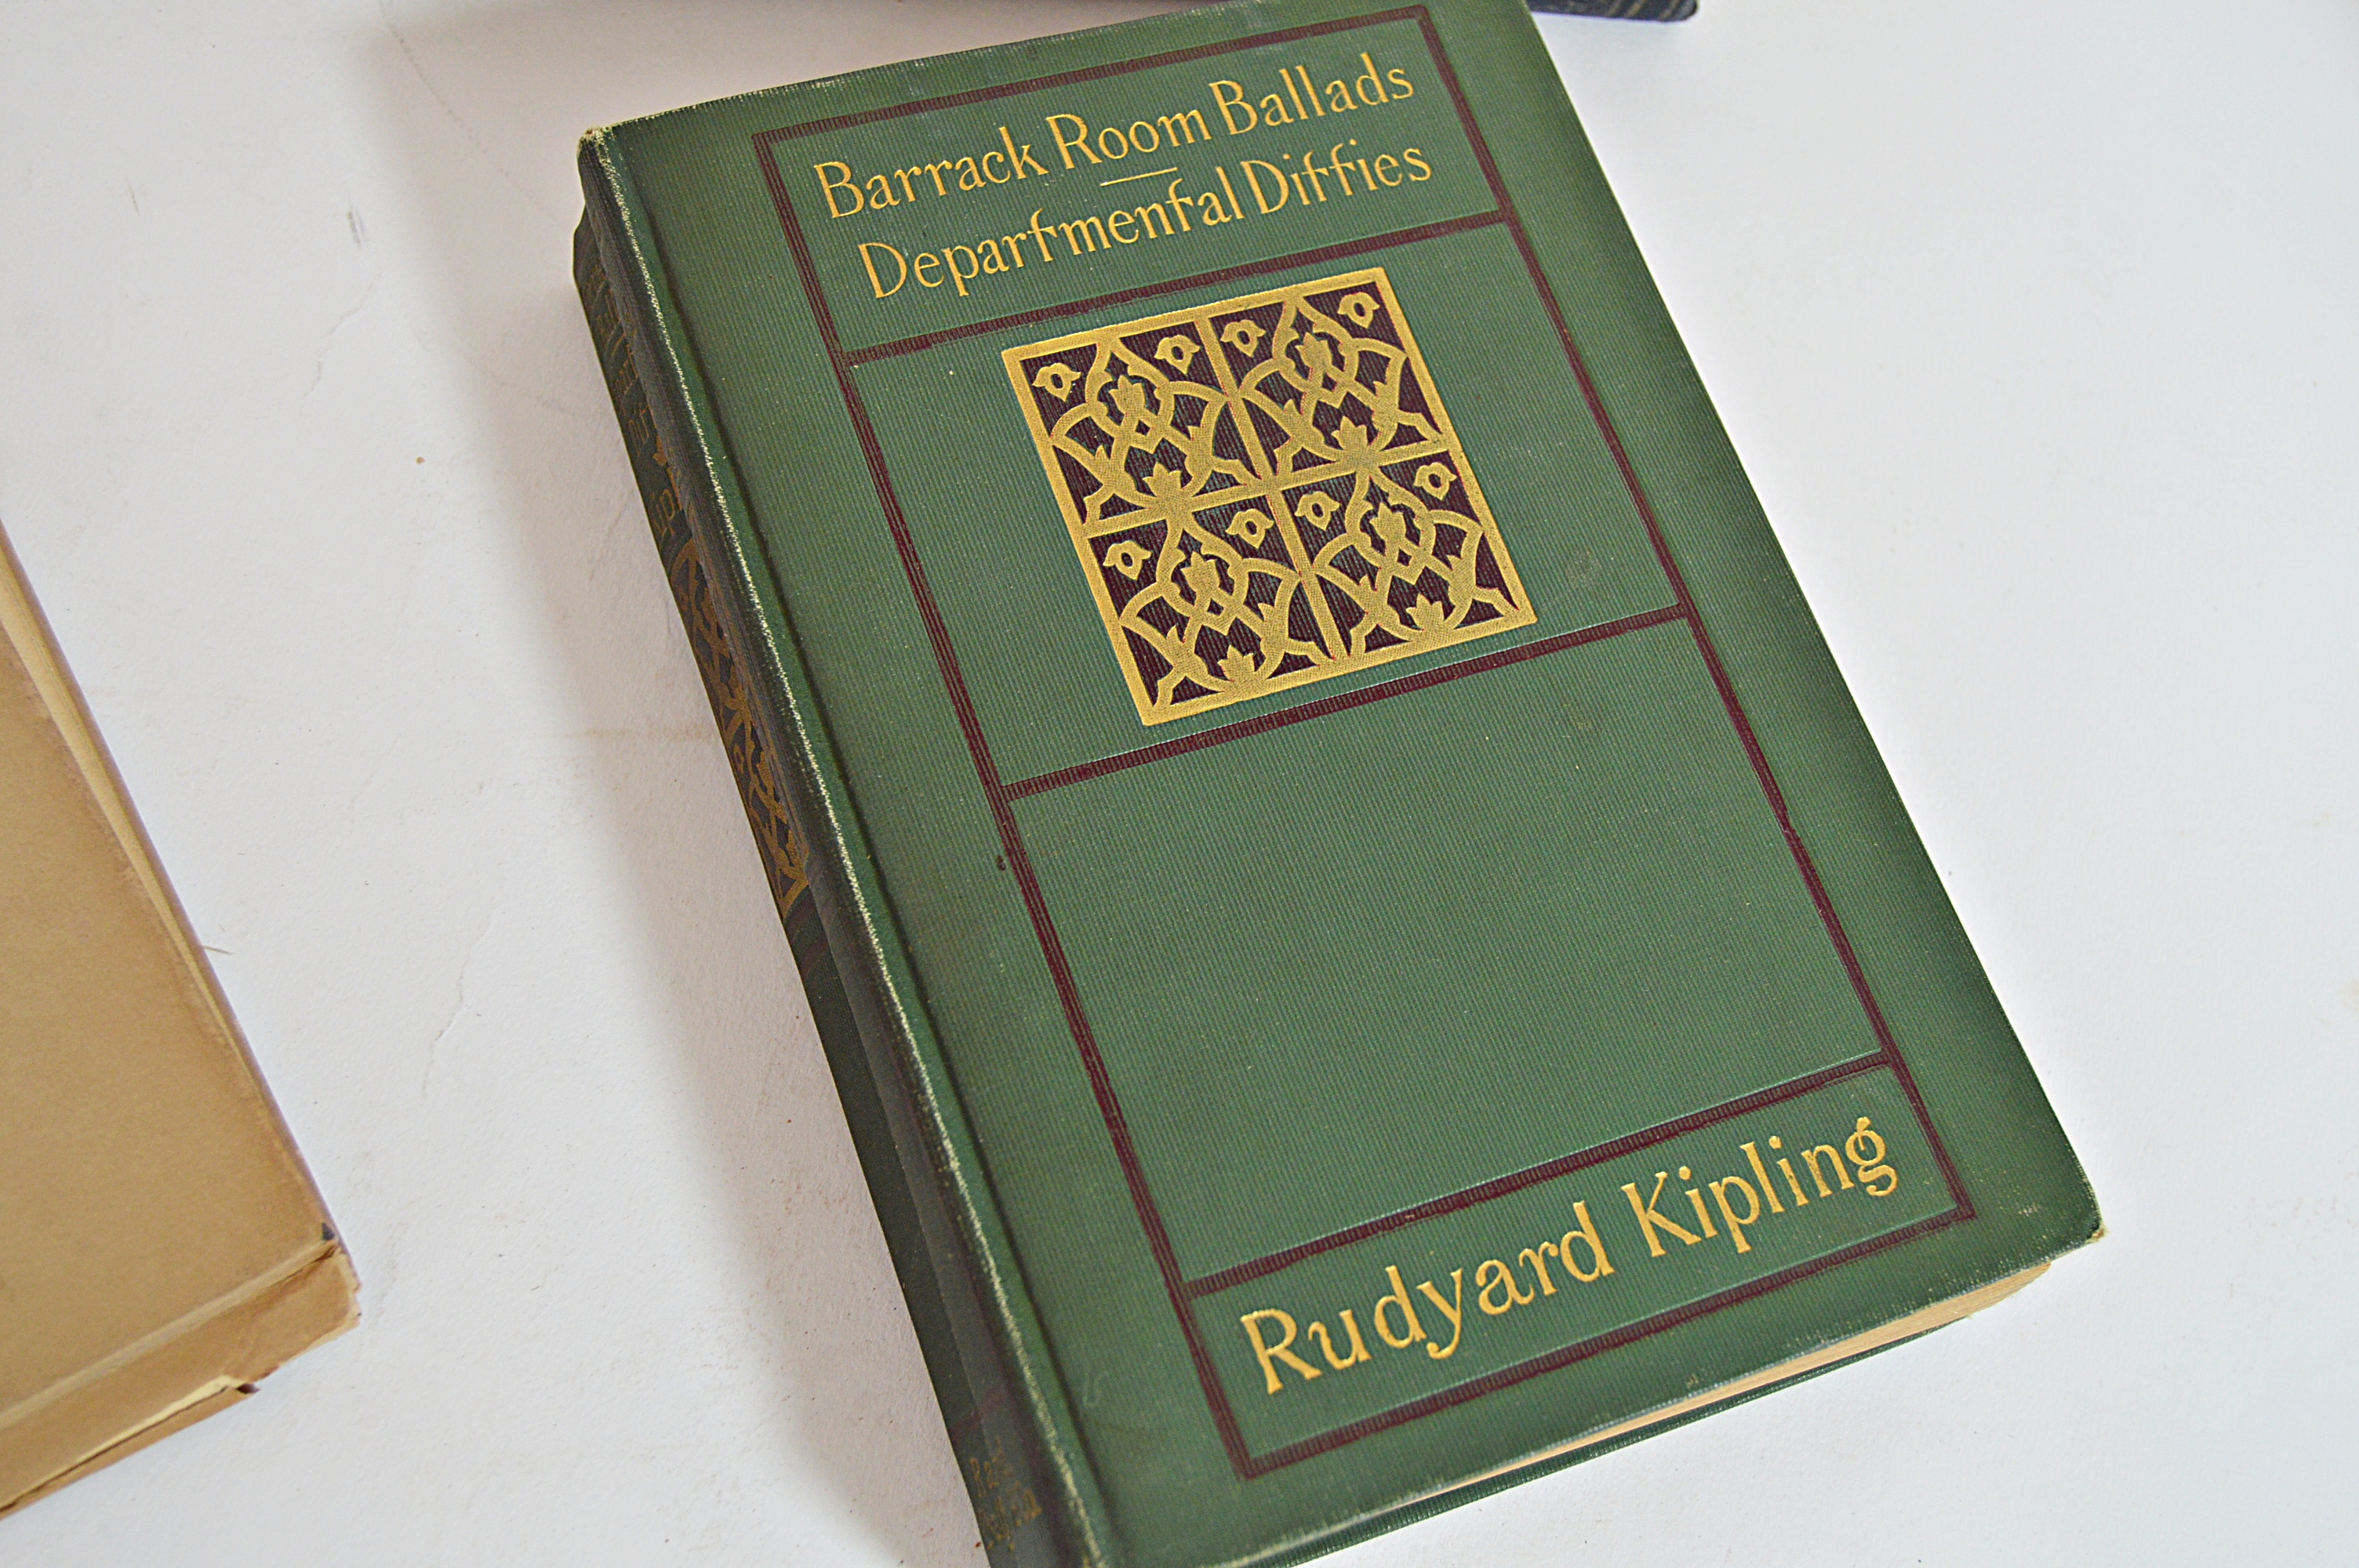 Barrack Room Ballads
Departmental Ditties
Rudyard Kipling